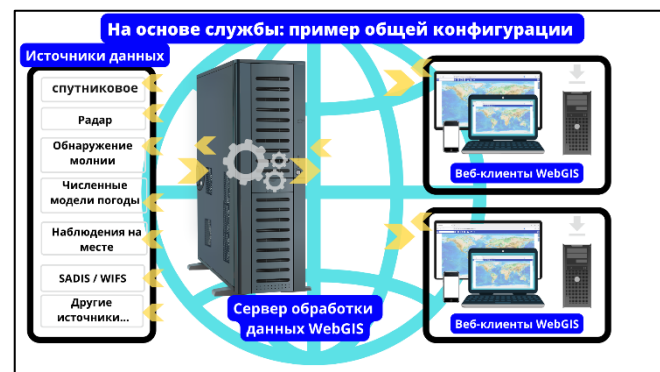 На основе службы: пример общей конфигурации
Источники данных
спутниковое
Радар
Обнаружение
молнии
Численные
модели погоды
Наблюдения на
месте
SADIS / WIFS
Другие
источники...
Сервер обработки
данных WebGIS
Веб-клиенты WebGIS
Веб-клиенты WebGIS